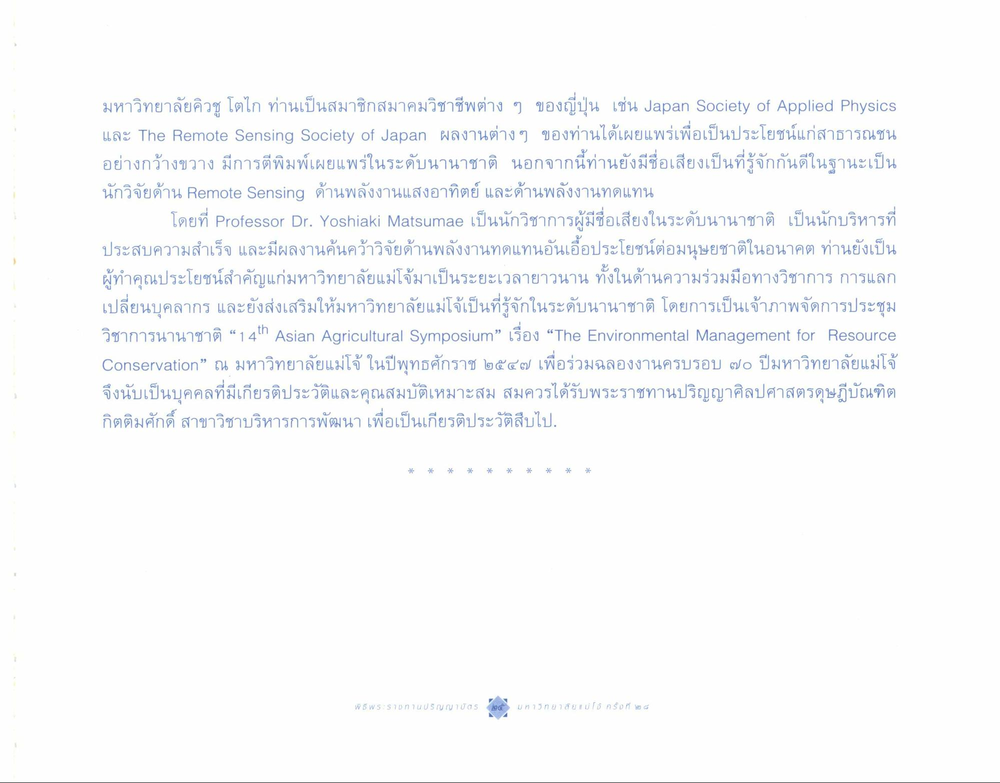 มหาวิทยาลัยคิวชู โตไก ท่านเป็นสมาชิกสมาคมวิชาชีพต่าง ๆ ของญี่ปุ่น เช่น Japan Society of Applied Physics
และ The Remote Sensing Society of Japan ผลงานต่างๆ ของท่านได้เผยแพร่เพื่อเป็นประโยชน์แก่สาธารณชน
อย่างกว้างขวาง มีการตีพิมพ์เผยแพร่ในระดับนานาชาติ นอกจากนี้ท่านยังมีชื่อเสียงเป็นที่รู้จักกันดีในฐานะเป็น
นักวิจัยด้าน Remote Sensing ด้านพลังงานแสงอาทิตย์ และด้านพลังงานทดแทน
โดยที่ Professor Dr. Yoshiaki Matsumae เป็นนักวิชาการผู้มีชื่อเสียงในระดับนานาชาติ เป็นนักบริหารที่
ประสบความสำเร็จ และมีผลงานค้นคว้าวิจัยด้านพลังงานทดแทนอันเอื้อประโยชน์ต่อมนุษยชาติในอนาคต ท่านยังเป็น
ผู้ทำคุณประโยชน์สำคัญแก่มหาวิทยาลัยแม่โจ้มาเป็นระยะเวลายาวนาน ทั้งในด้านความร่วมมือทางวิชาการ การแลก
เปลี่ยนบุคลากร และยังส่งเสริมให้มหาวิทยาลัยแม่โจ้เป็นที่รู้จักในระดับนานาชาติ โดยการเป็นเจ้าภาพจัดการประชุม
วิชาการนานาชาติ “14th Asian Agricultural Symposium” เรื่อง “The Environmental Management for Resource
Conservation” ณ มหาวิทยาลัยแม่โจ้ ในปีพุทธศักราช ๒๕๔๗ เพื่อร่วมฉลองงานครบรอบ ๗๐ ปีมหาวิทยาลัยแม่โจ้
จึงนับเป็นบุคคลที่มีเกียรติประวัติและคุณสมบัติเหมาะสม สมควรได้รับพระราชทานปริญญาศิลปศาสตรดุษฎีบัณฑิต
กิตติมศักดิ์ สาขาวิชาบริหารการพัฒนา เพื่อเป็นเกียรติประวัติสืบไป.
* * * * * * * * * *
พิธีพระราชทานปริญญาบัตร ๒๕ มหาวิทยาลัยแม่โจ้ ครั้งที่ ๒๘